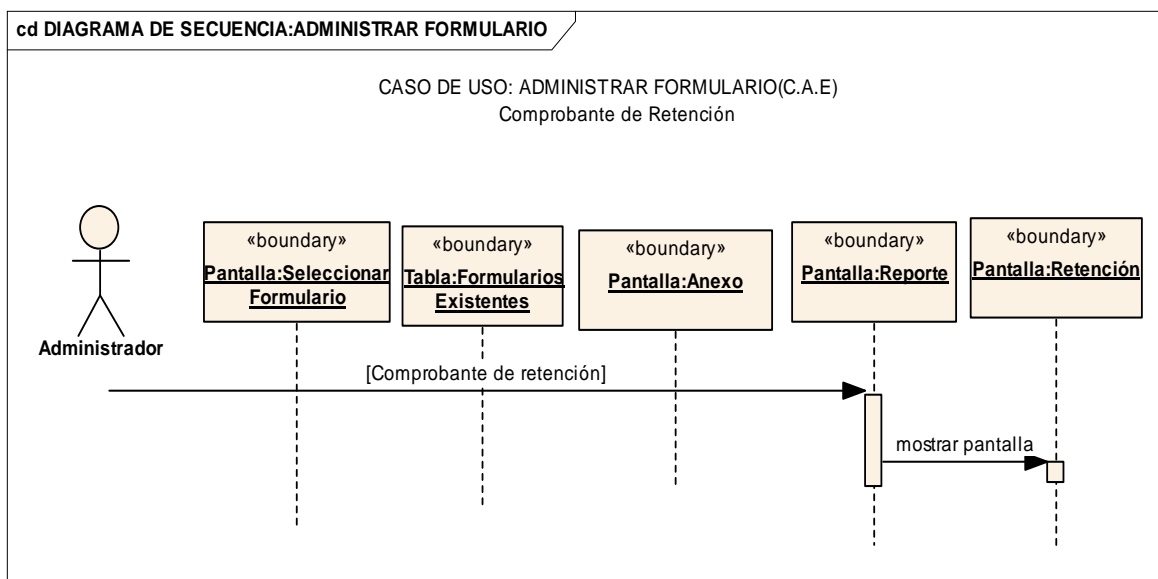 cd DIAGRAMA DE SECUENCIA:ADMINISTRAR FORMULARIO
CASO DE USO: ADMINISTRAR FORMULARIO(C.A.E)
Comprobante de Retención
Administrador
«boundary»
Pantalla:Seleccionar
Formulario
«boundary»
Tabla:Formularios
Existentes
«boundary»
Pantalla:Anexo
«boundary»
Pantalla:Reporte
«boundary»
Pantalla:Retención
[Comprobante de retención]
mostrar pantalla